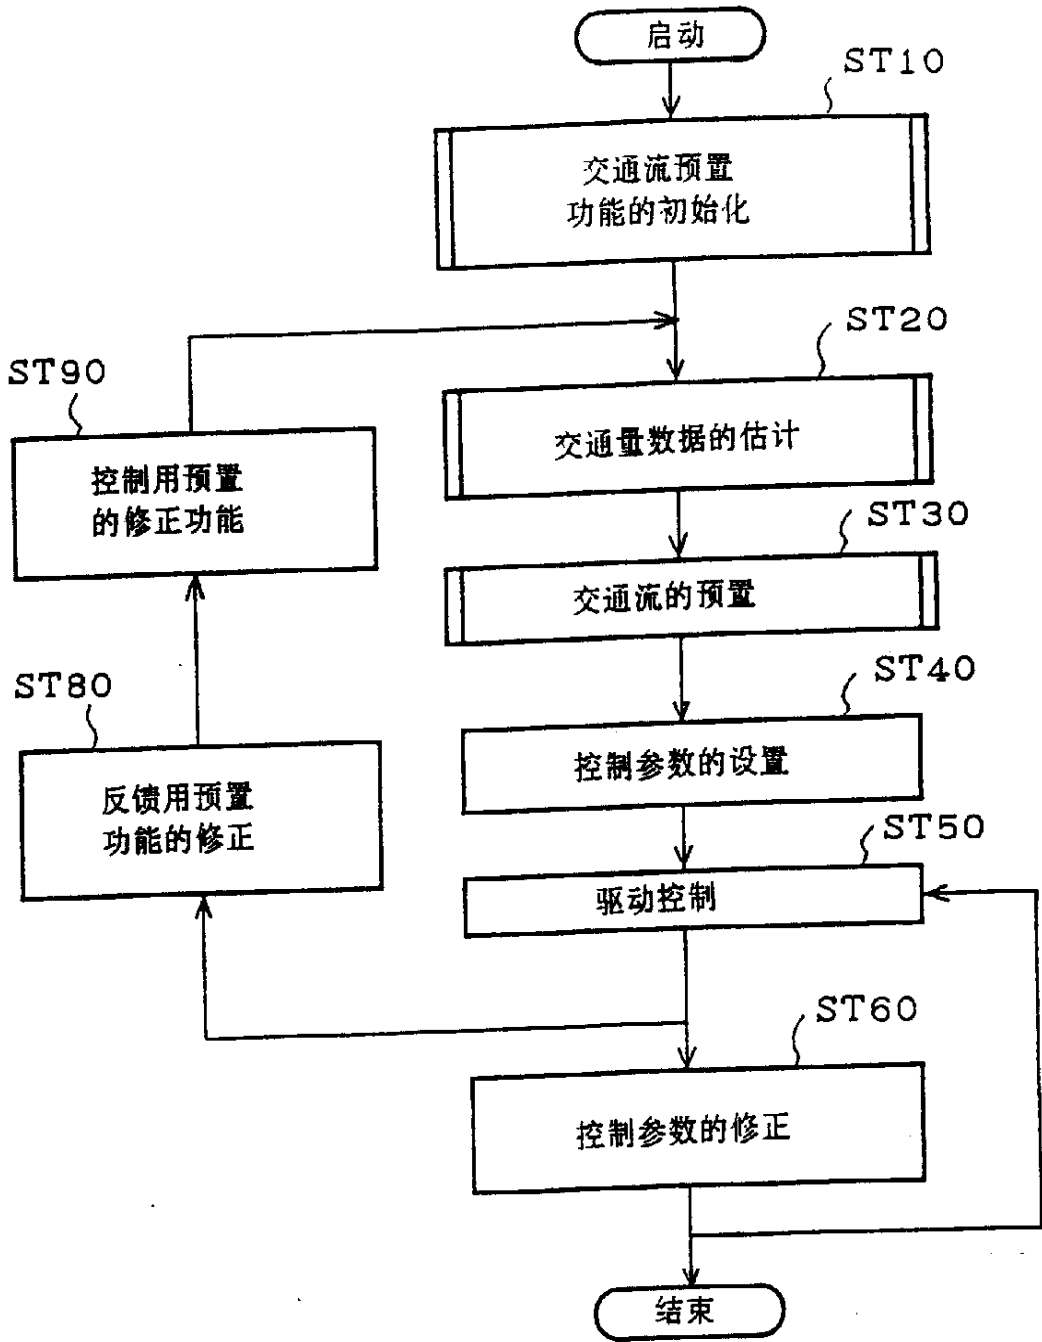 启动
ST10
交通流预置
功能的初始化
ST20
交通量数据的估计
ST30
交通流的预置
ST40
控制参数的设置
ST50
驱动控制
ST60
控制参数的修正
结束
ST90
控制用预置
的修正功能
ST80
反馈用预置
功能的修正